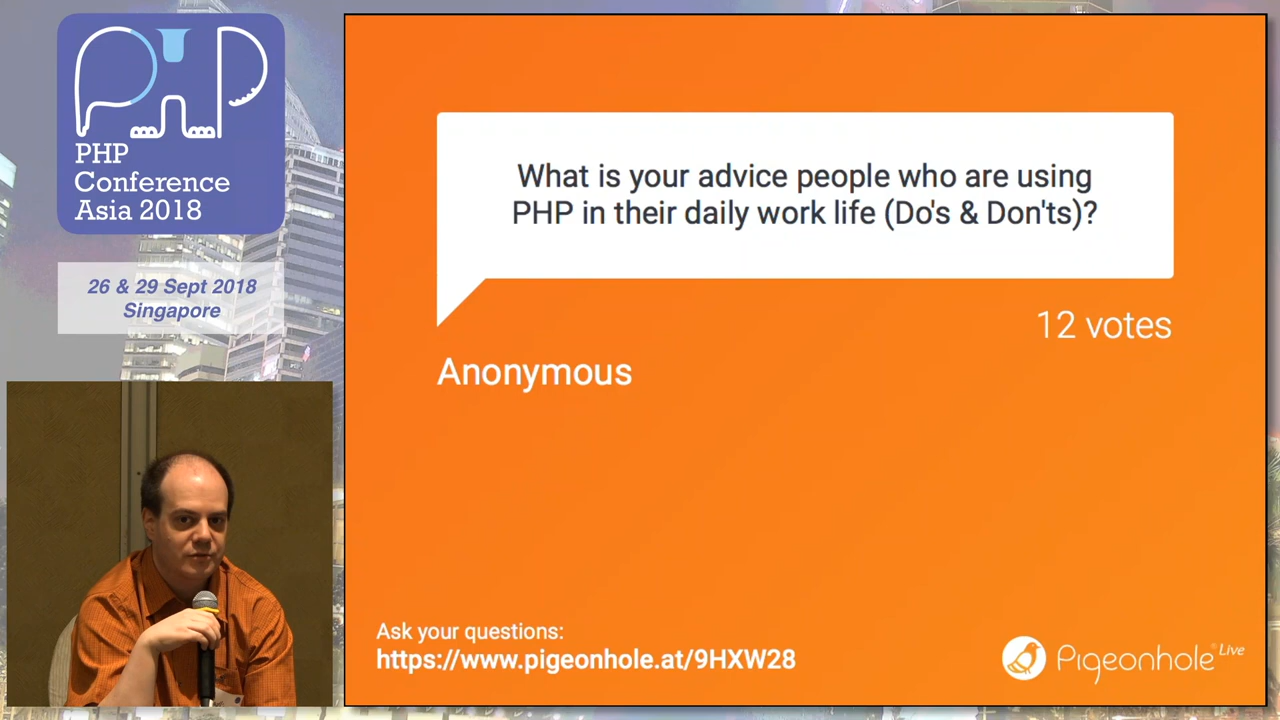 PHP
Conference
Asia 2018
26 & 29 Sept 2018
Singapore
What is your advice people who are using
PHP in their daily work life (Do's & Don'ts)?
12 votes
Anonymous
Ask your questions:
https://www.pigeonhole.at/9HXW28
Pigeonhole Live